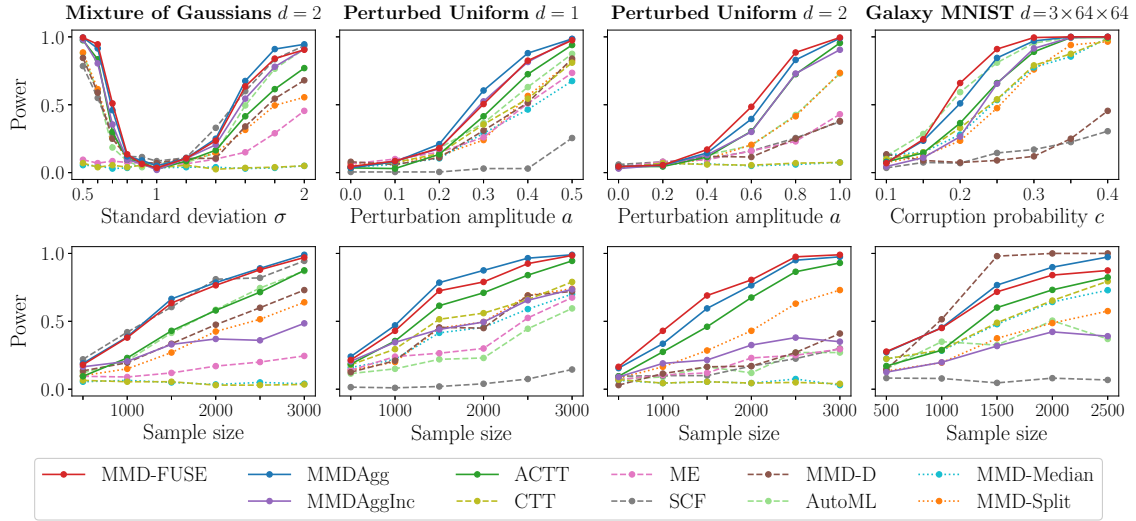 Mixture of Gaussians d = 2
Perturbed Uniform d = 1
Perturbed Uniform d = 2
Galaxy MNIST d=3×64×64
Power
1.0
0.5
0.0
0.5 1 2
0.0 0.1 0.2 0.3 0.4 0.5
0.0 0.2 0.4 0.6 0.8 1.0
0.1 0.2 0.3 0.4
Standard deviation σ
Perturbation amplitude a
Perturbation amplitude a
Corruption probability c
Power
1.0
0.5
0.0
1000 2000 3000
1000 2000 3000
1000 2000 3000
500 1000 1500 2000 2500
Sample size
Sample size
Sample size
Sample size
MMD-FUSE MMDAgg ACTT ME MMD-D MMD-Median
MMDAggInc CTT SCF AutoML MMD-Split